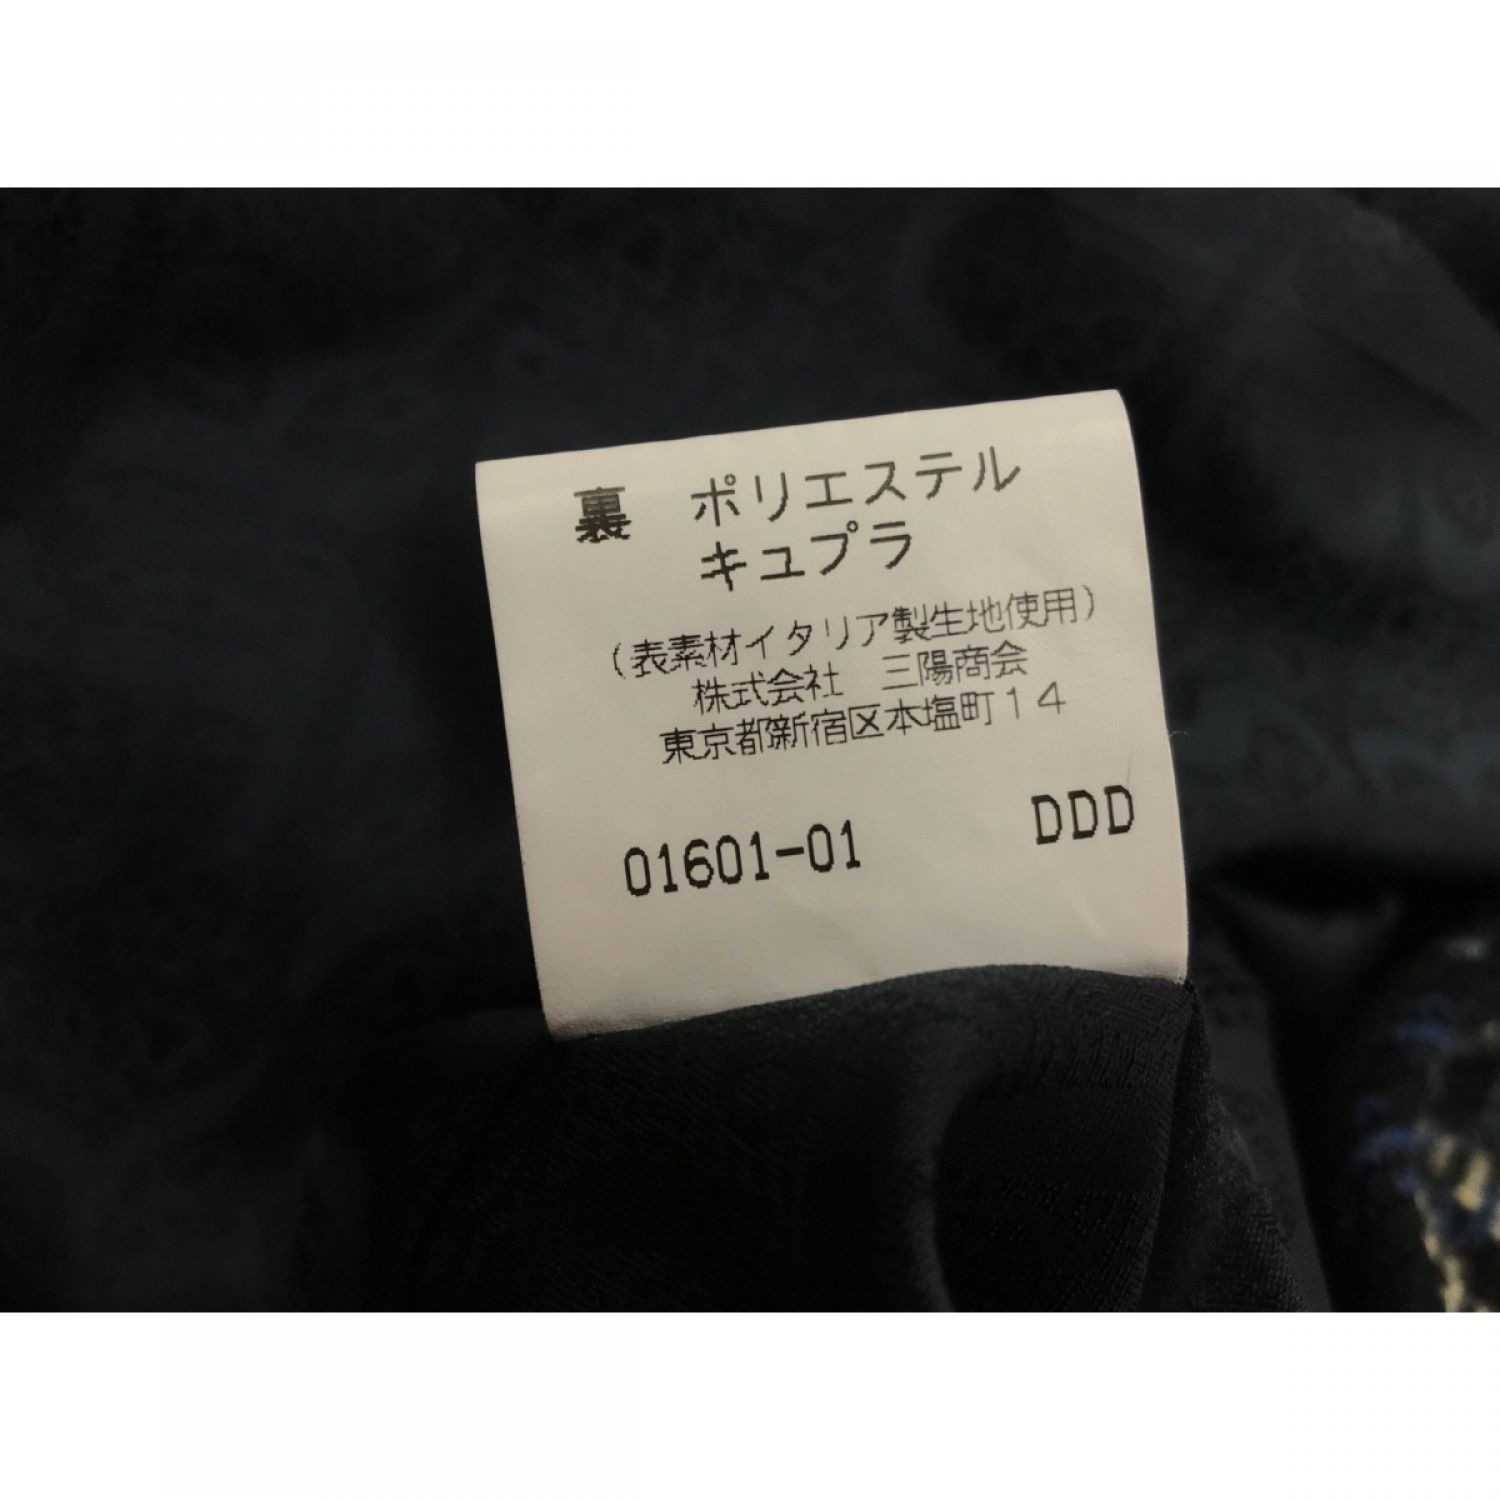 裏　ポリエステル
キュプラ
（表素材イタリア製生地使用）
株式会社　三陽商会
東京都新宿区本塩町１４
01601-01　DDD